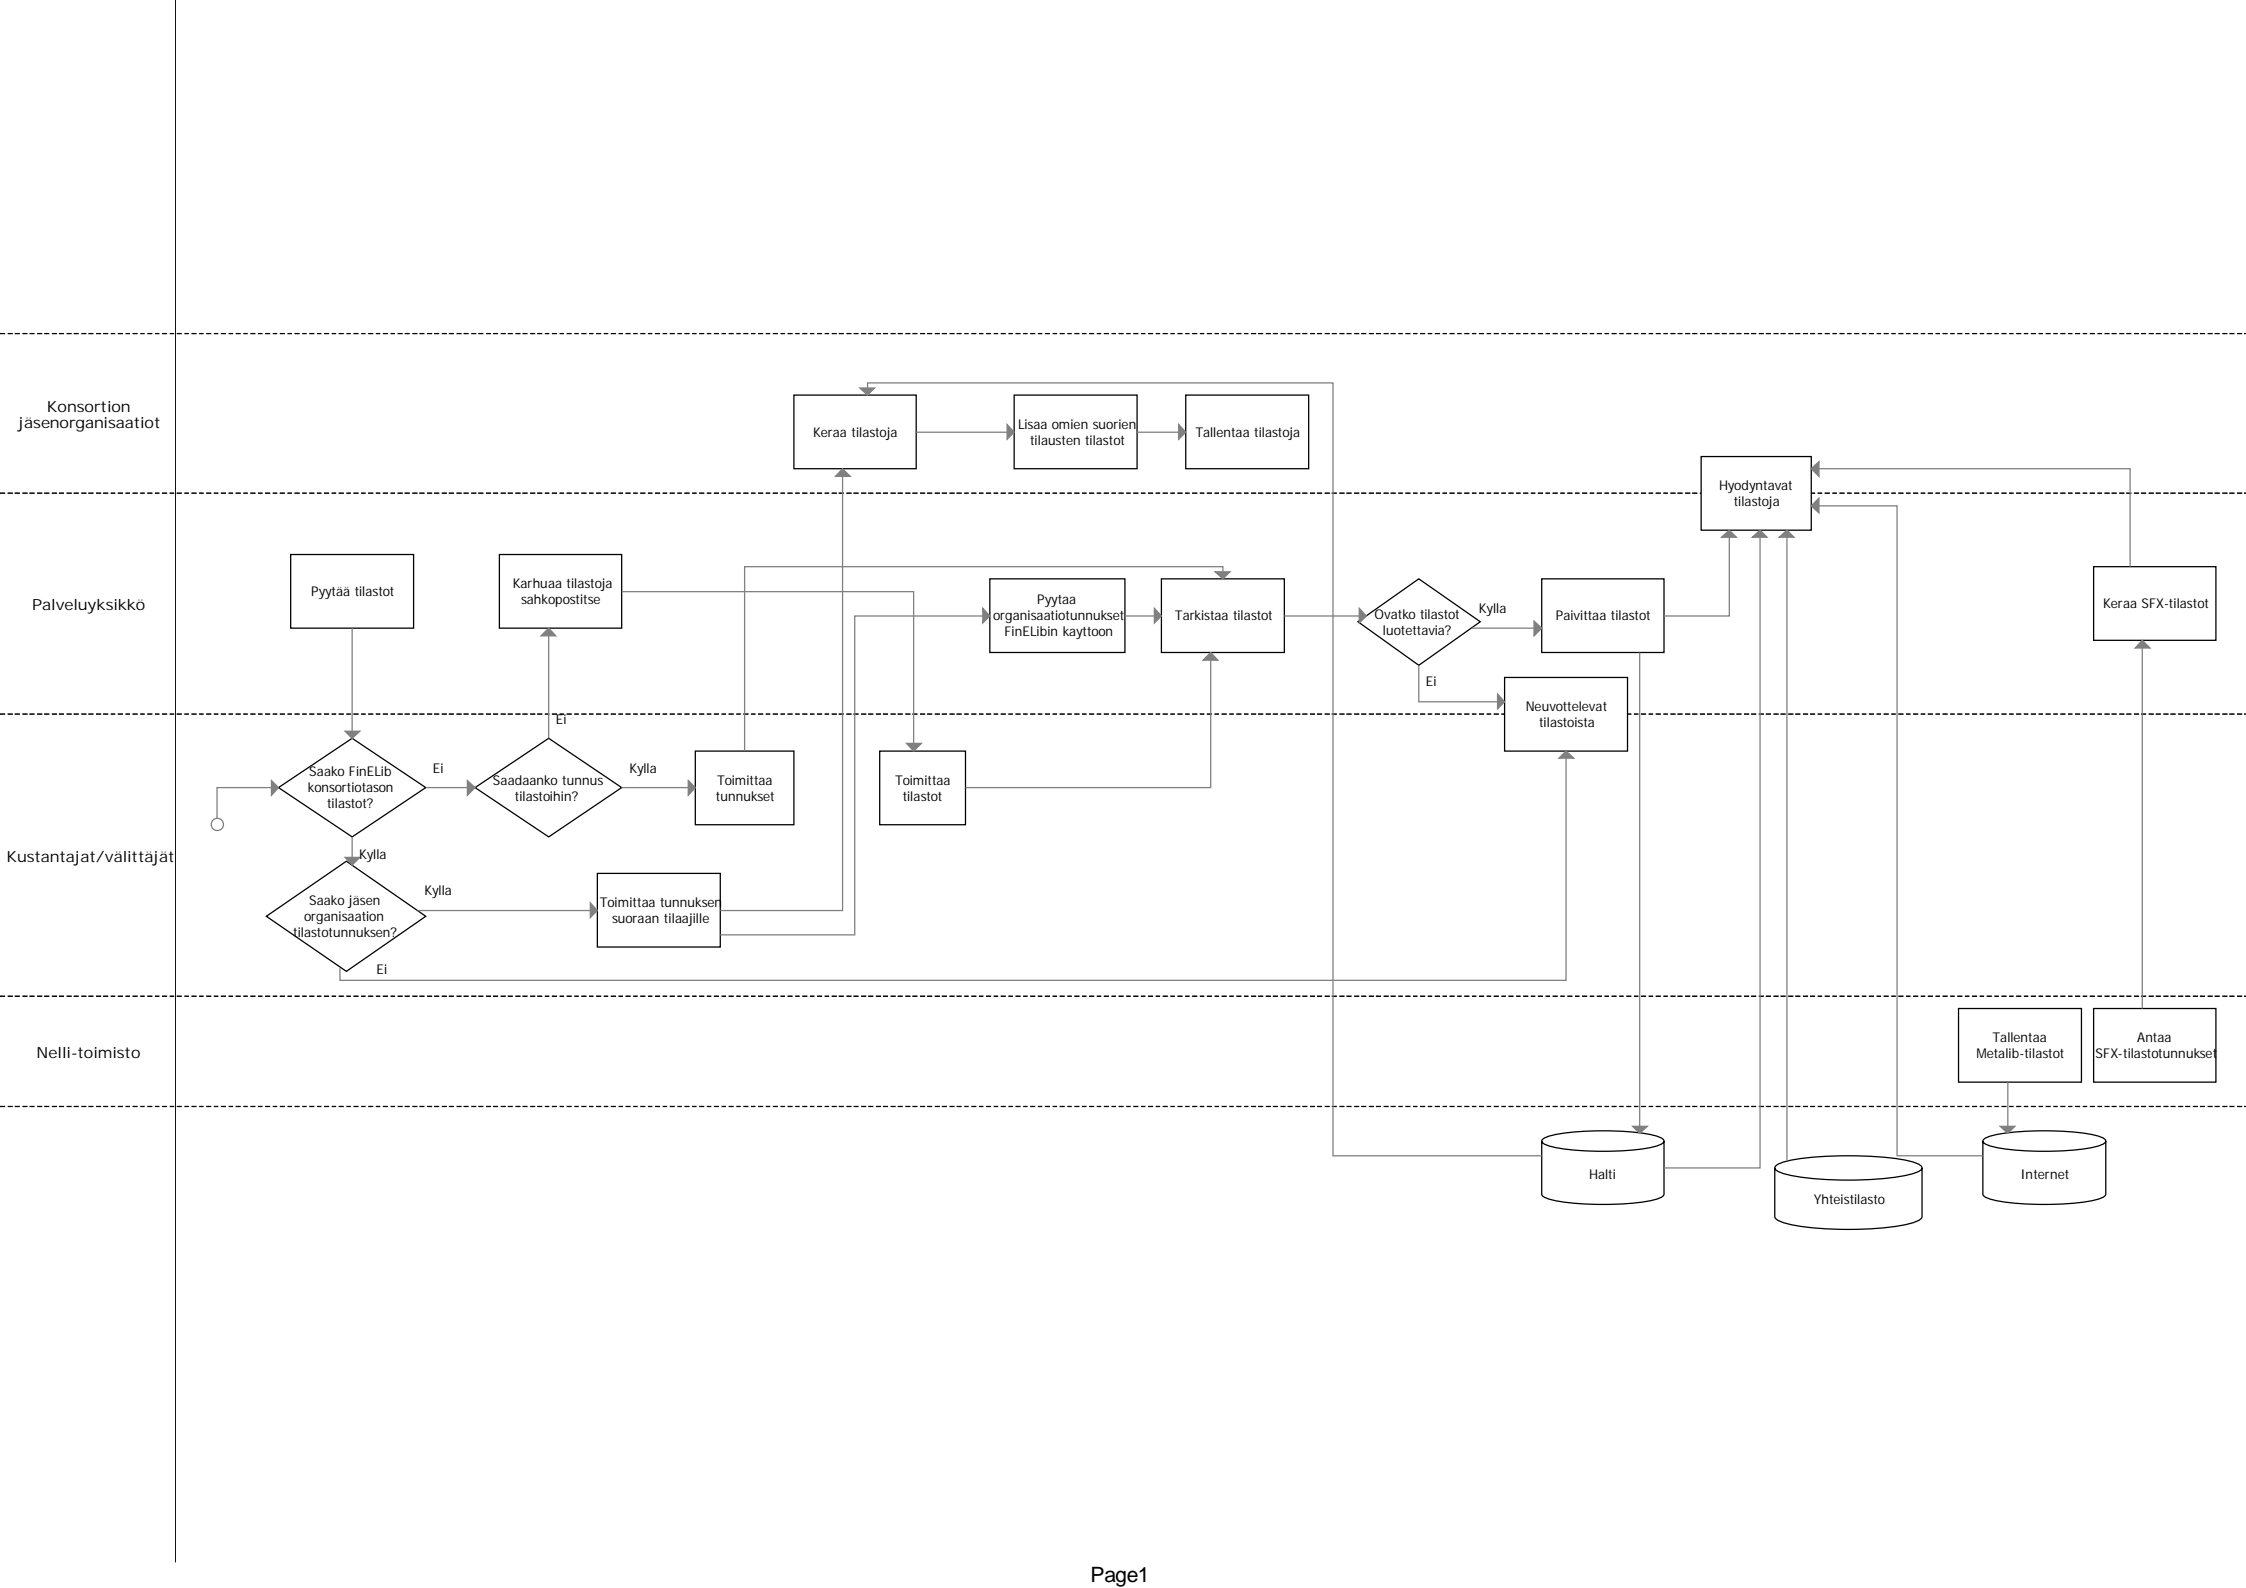 Konsortion
jäsenorganisaatiot
Keraa tilastoja
Lisaa omien suorien
tilausten tilastot
Tallentaa tilastoja
Hyodyntavat
tilastoja
Palveluyksikkö
Pyytää tilastot
Karhuaa tilastoja
sahkopostitse
Pyytaa
organisaatiotunnukset
FinELibin kayttoon
Tarkistaa tilastot
Ovatko tilastot
luotettavia?
Kylla
Ei
Paivittaa tilastot
Keraa SFX-tilastot
Neuvottelevat
tilastoista
Kustantajat/välittäjät
Saako FinELib
konsortiotason
tilastot?
Ei
Saadaanko tunnus
tilastoihin?
Ei
Kylla
Toimittaa
tunnukset
Toimittaa
tilastot
Kylla
Saako jäsen
organisaation
tilastotunnuksen?
Kylla
Ei
Toimittaa tunnuksen
suoraan tilaajille
Nelli-toimisto
Tallentaa
Metalib-tilastot
Antaa
SFX-tilastotunnukset
Halti
Yhteistilasto
Internet
Page1